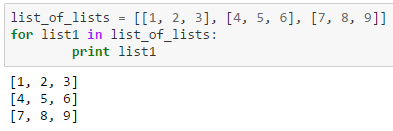 list_of_lists = [[1, 2, 3], [4, 5, 6], [7, 8, 9]]
for list1 in list_of_lists:
        print list1
[1, 2, 3]
[4, 5, 6]
[7, 8, 9]